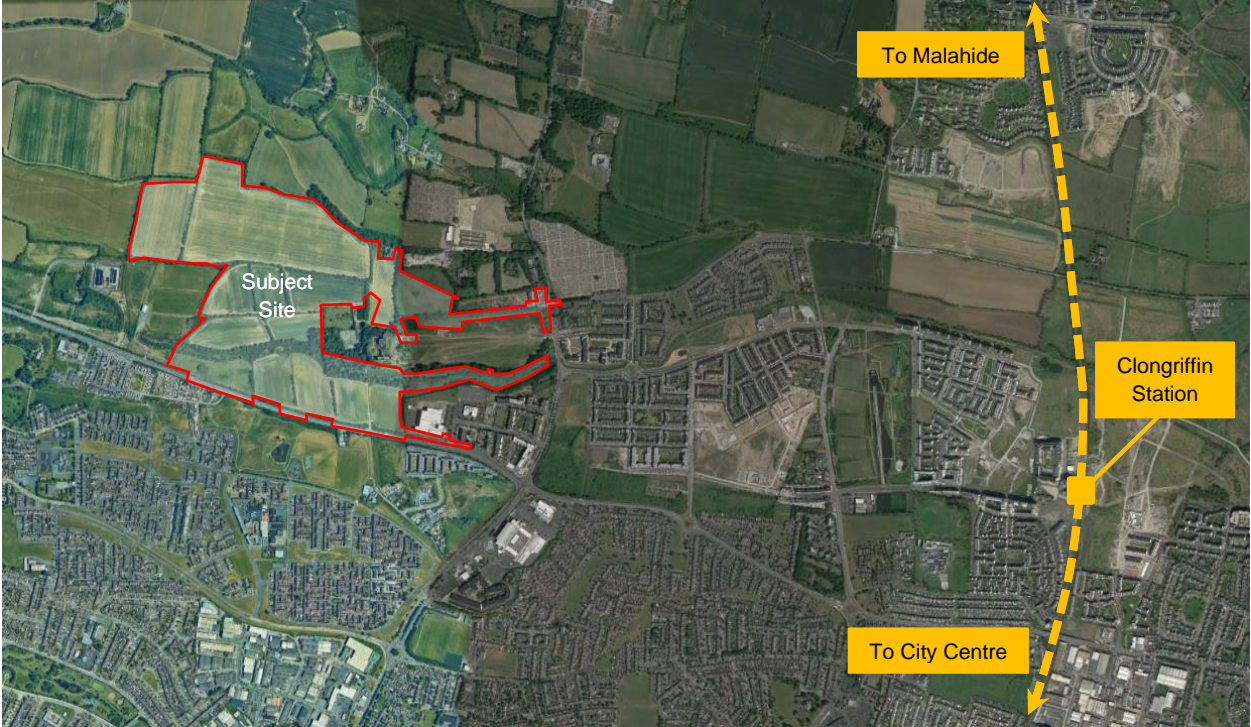 To Malahide
Subject
Site
Clongriffin
Station
To City Centre